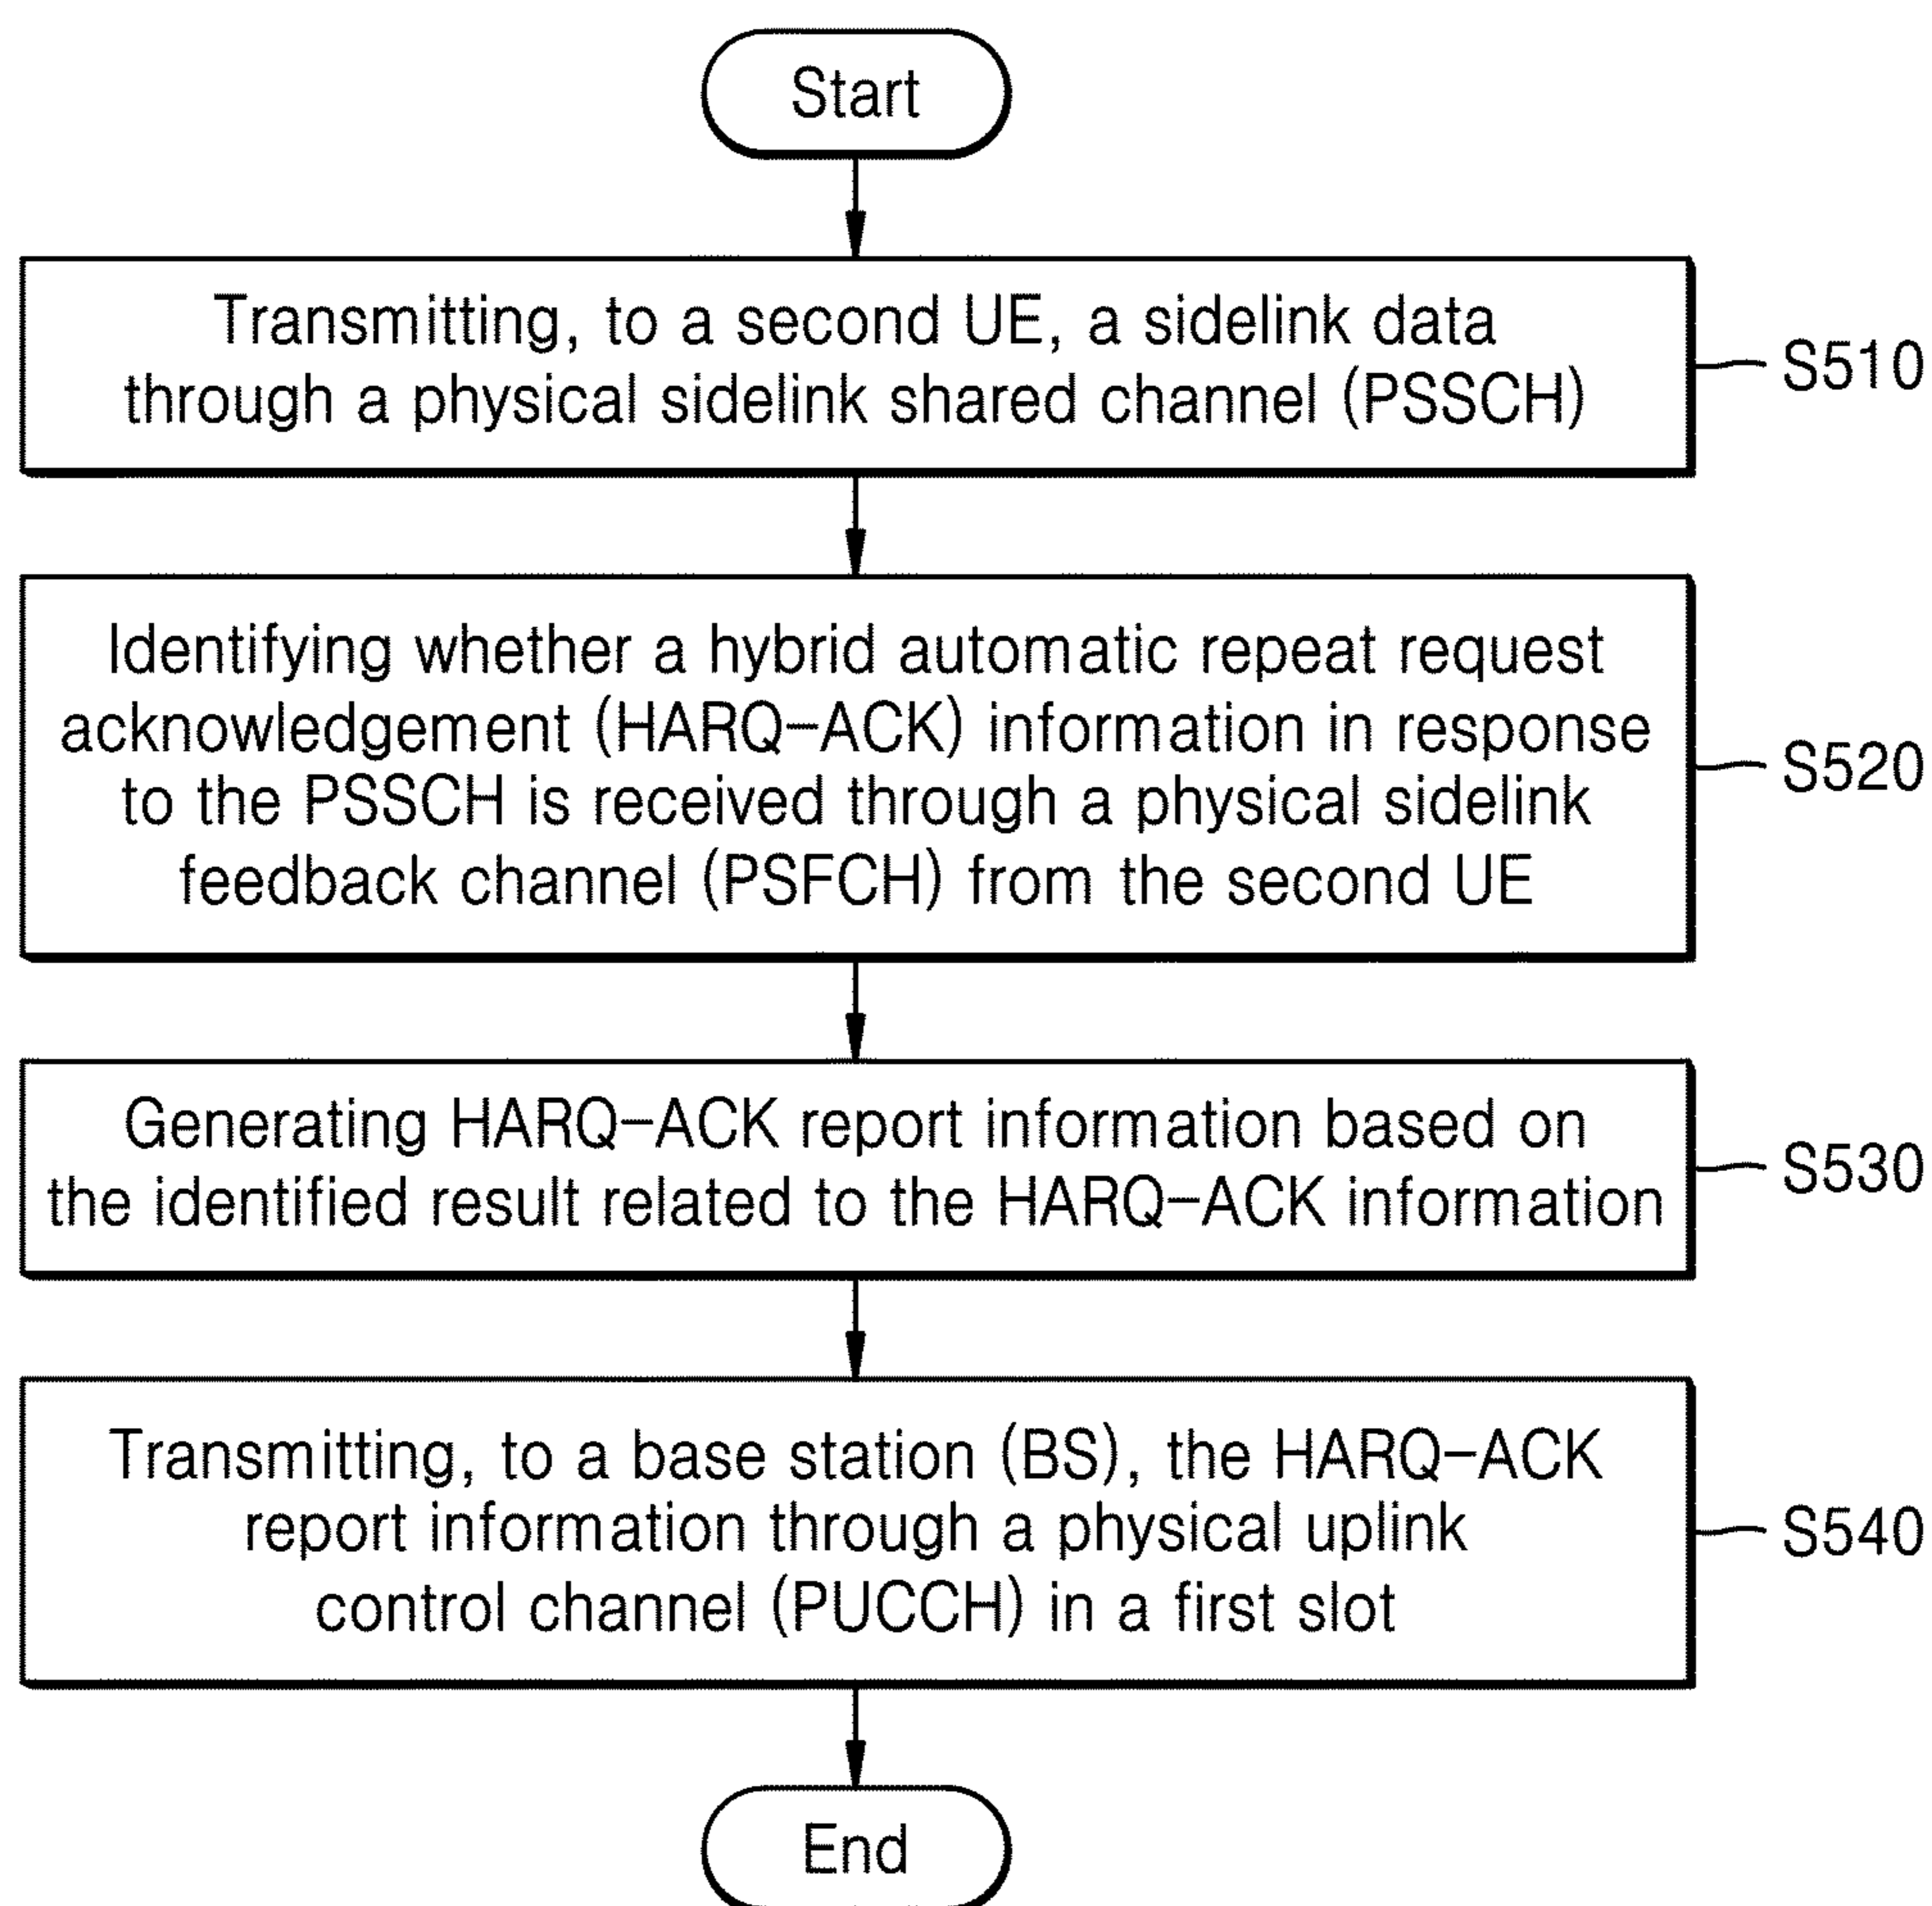 Start
Transmitting, to a second UE, a sidelink data
through a physical sidelink shared channel (PSSCH)
S510
Identifying whether a hybrid automatic repeat request
acknowledgement (HARQ-ACK) information in response
to the PSSCH is received through a physical sidelink
feedback channel (PSFCH) from the second UE
S520
Generating HARQ-ACK report information based on
the identified result related to the HARQ-ACK information
S530
Transmitting, to a base station (BS), the HARQ-ACK
report information through a physical uplink
control channel (PUCCH) in a first slot
S540
End